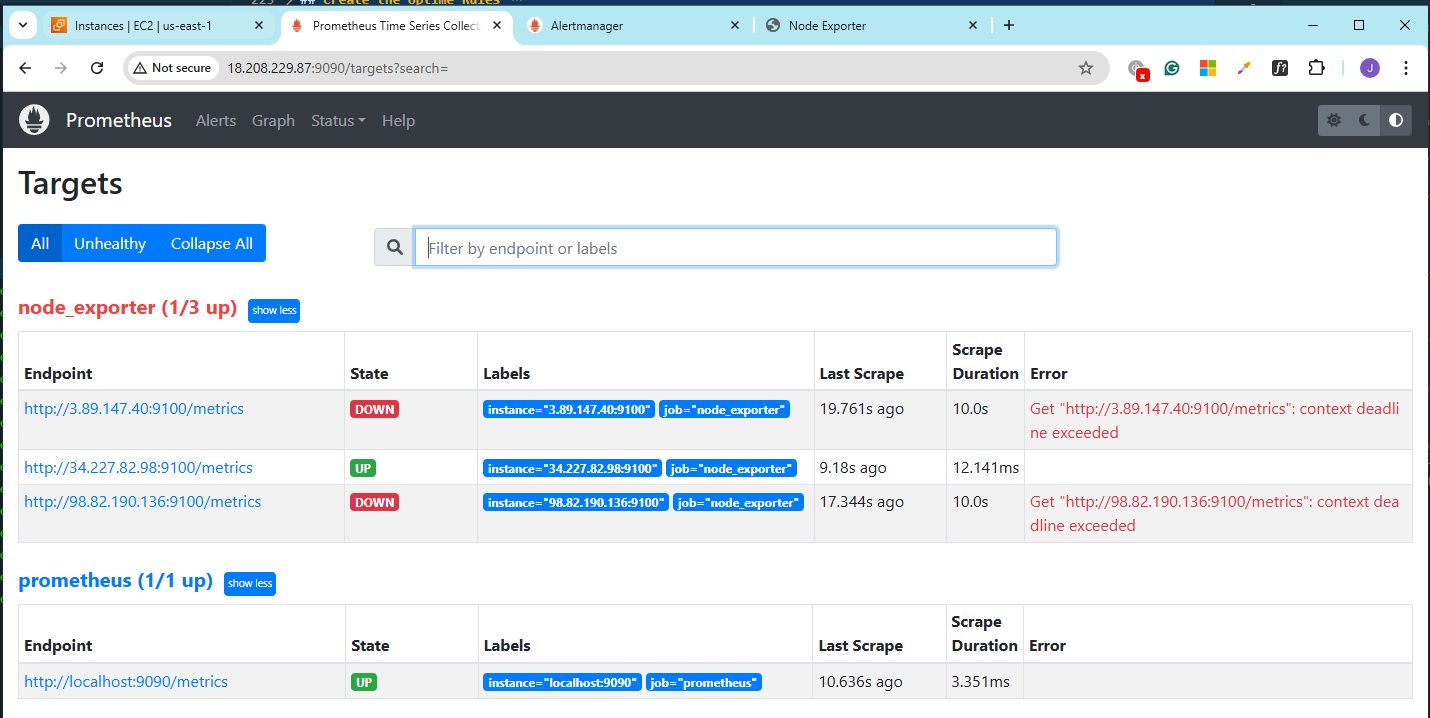 ## Create the Uptime Rules
Instances | EC2 | us-east-1
Prometheus Time Series Collect
Alertmanager
Node Exporter
Not secure
18.208.229.87:9090/targets?search=
x
f?
J
Prometheus
Alerts
Graph
Status
Help
Targets
All
Unhealthy
Collapse All
Filter by endpoint or labels
node_exporter (1/3 up)
show less
Endpoint State Labels Last Scrape Scrape Duration Error
http://3.89.147.40:9100/metrics DOWN instance="3.89.147.40:9100" job="node_exporter" 19.761s ago 10.0s Get "http://3.89.147.40:9100/metrics": context deadli
ne exceeded
http://34.227.82.98:9100/metrics UP instance="34.227.82.98:9100" job="node_exporter" 9.18s ago 12.141ms
http://98.82.190.136:9100/metrics DOWN instance="98.82.190.136:9100" job="node_exporter" 17.344s ago 10.0s Get "http://98.82.190.136:9100/metrics": context dea
dline exceeded
prometheus (1/1 up)
show less
Endpoint State Labels Last Scrape Scrape Duration Error
http://localhost:9090/metrics UP instance="localhost:9090" job="prometheus" 10.636s ago 3.351ms